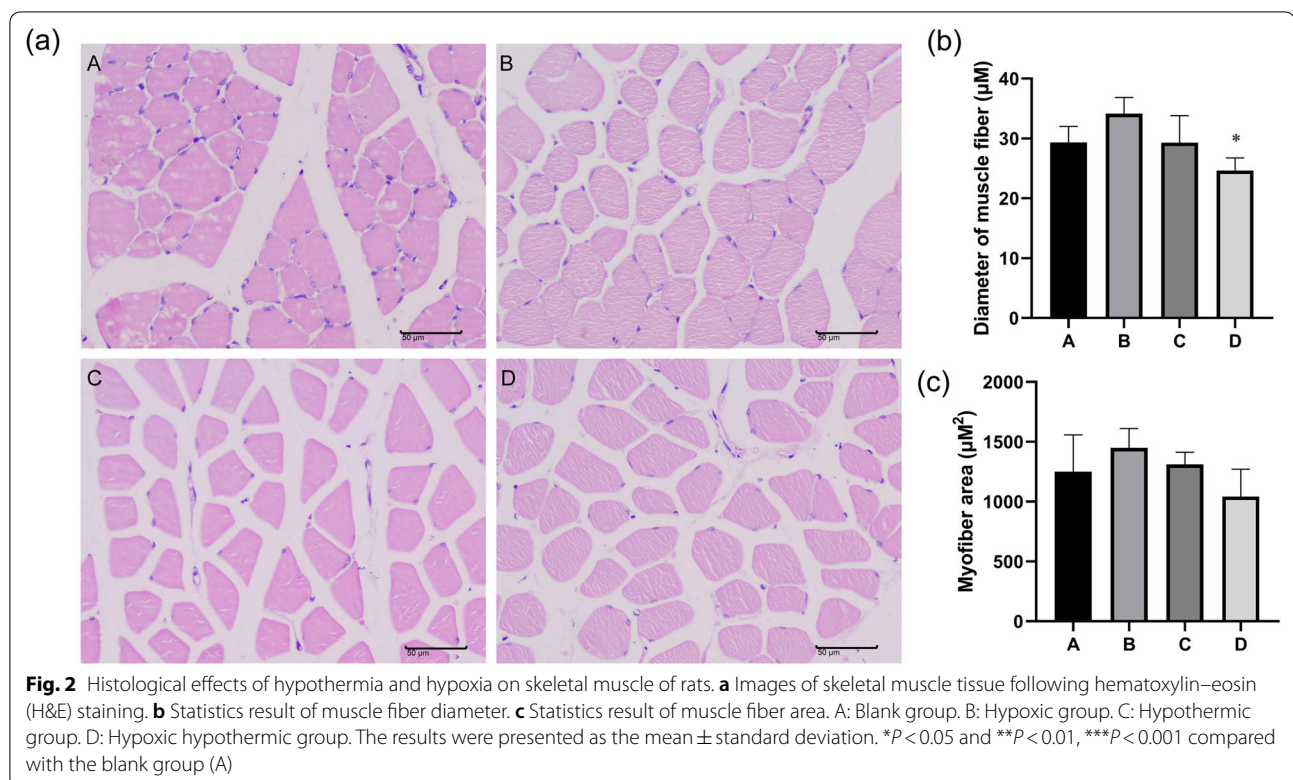 (a)
A
50 µm
B
50 µm
C
50 µm
D
50 µm
(b)
Diameter of muscle fiber (µM)
40
30
20
10
0
*
A B C D
(c)
Myofiber area (µM²)
2000
1500
1000
500
0
A B C D
Fig. 2 Histological effects of hypothermia and hypoxia on skeletal muscle of rats. a Images of skeletal muscle tissue following hematoxylin–eosin
(H&E) staining. b Statistics result of muscle fiber diameter. c Statistics result of muscle fiber area. A: Blank group. B: Hypoxic group. C: Hypothermic
group. D: Hypoxic hypothermic group. The results were presented as the mean ± standard deviation. *P < 0.05 and **P < 0.01, ***P < 0.001 compared
with the blank group (A)